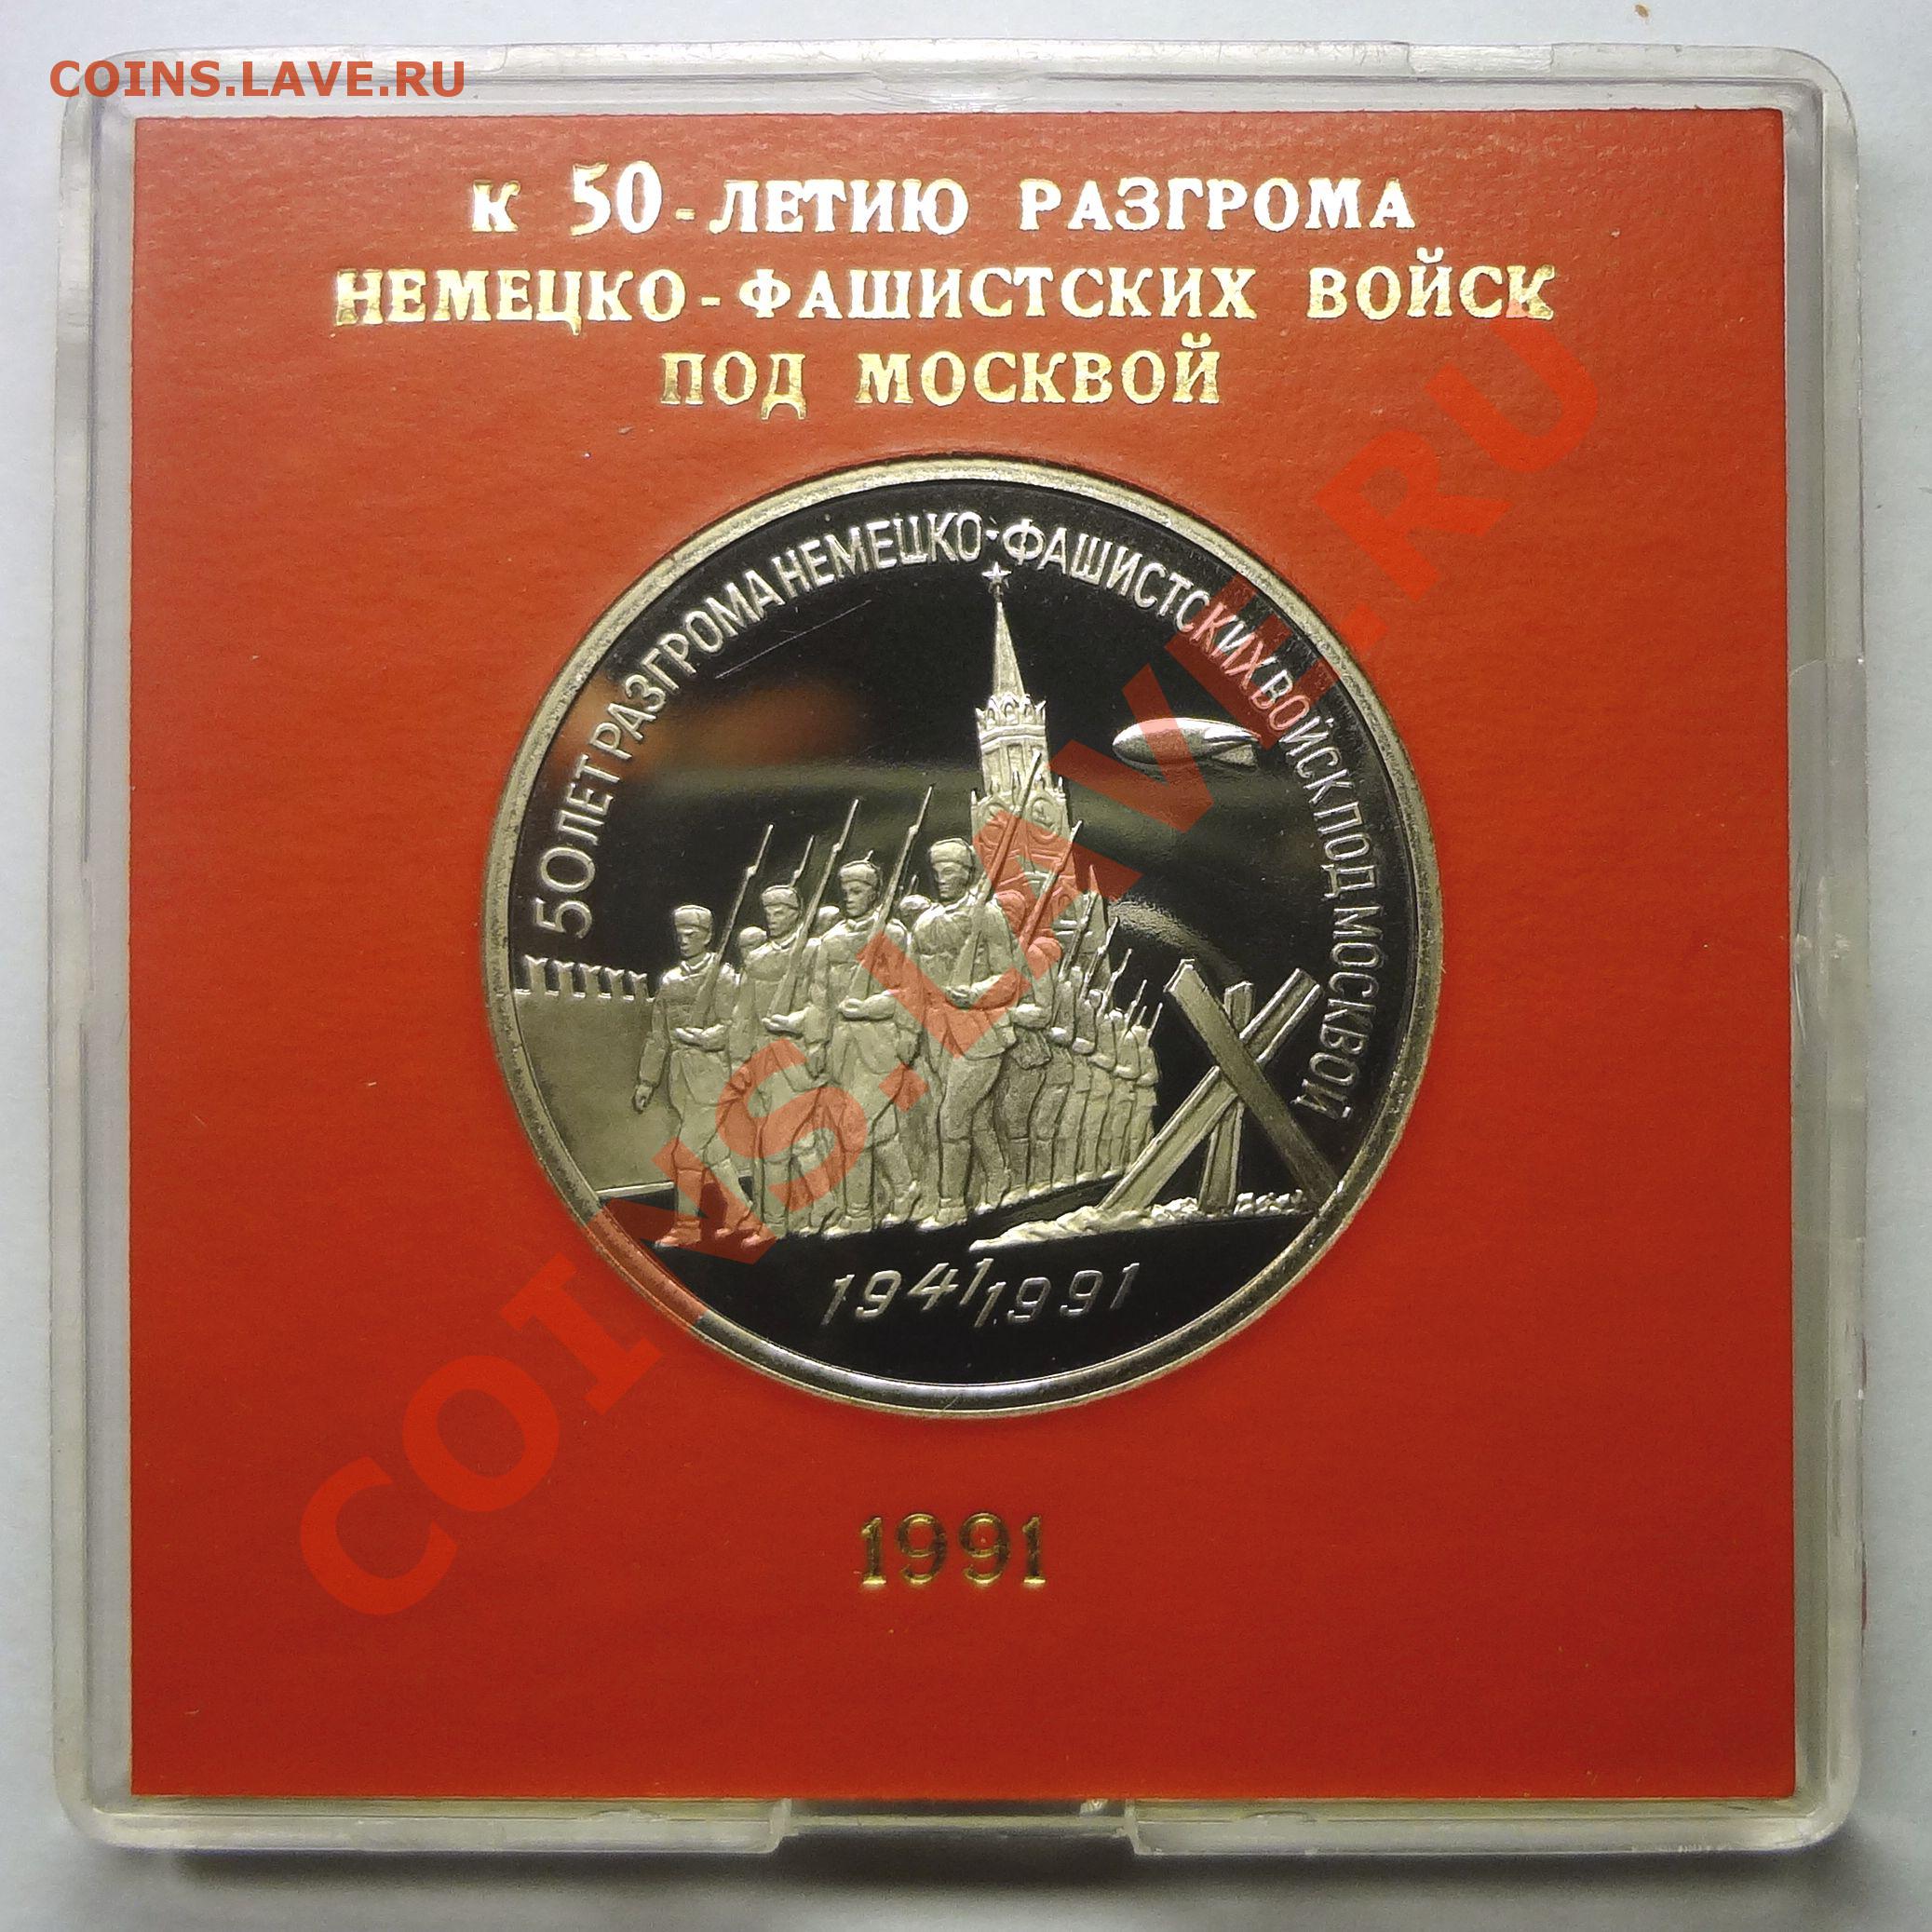 COINS.LAVE.RU
К 50-ЛЕТИЮ РАЗГРОМА
НЕМЕЦКО-ФАШИСТСКИХ ВОЙСК
ПОД МОСКВОЙ
50 ЛЕТ РАЗГРОМА НЕМЕЦКО-ФАШИСТСКИХ ВОЙСК ПОД МОСКВОЙ
1941/1991
1991
COINS.LAVE.RU